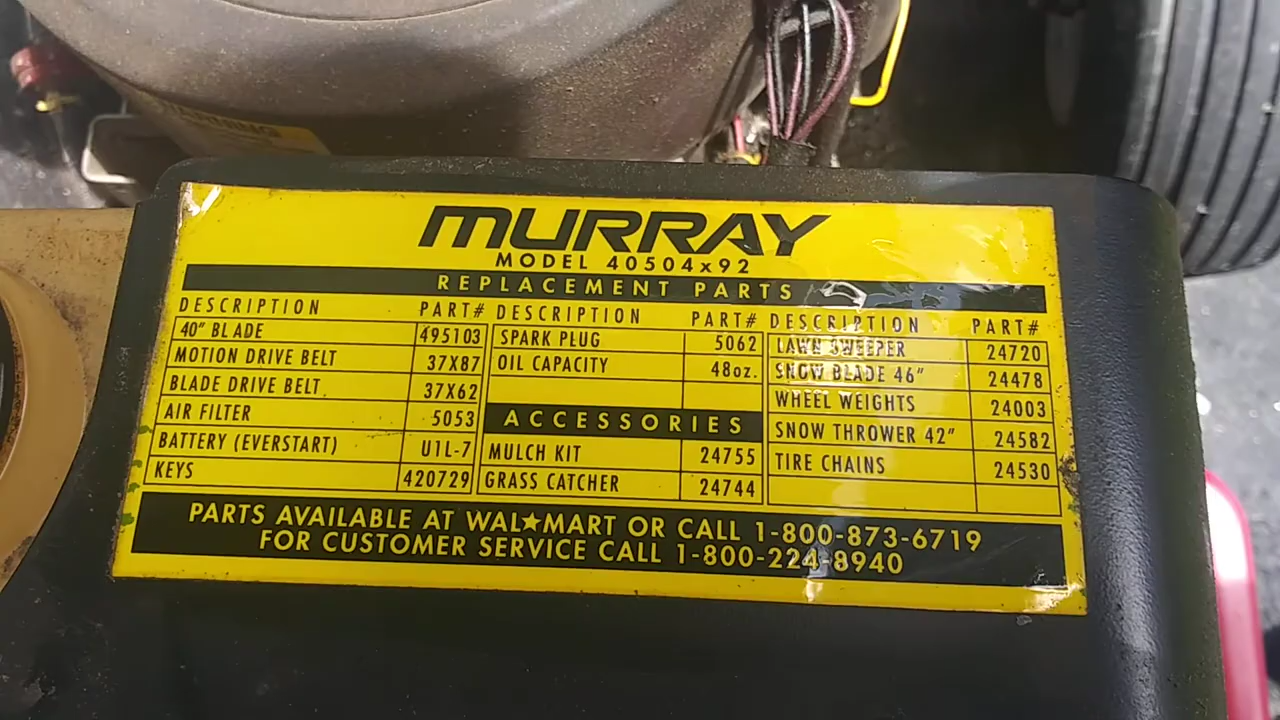 WARNING
MURRAY
MODEL 40504x92
REPLACEMENT PARTS
DESCRIPTION PART# DESCRIPTION PART# DESCRIPTION PART#
40" BLADE 495103 SPARK PLUG 5062 LAWN SWEEPER 24720
MOTION DRIVE BELT 37X87 OIL CAPACITY 48oz. SNOW BLADE 46" 24478
BLADE DRIVE BELT 37X62 WHEEL WEIGHTS 24003
AIR FILTER 5053 ACCESSORIES SNOW THROWER 42" 24582
BATTERY (EVERSTART) U1L-7 MULCH KIT 24755 TIRE CHAINS 24530
KEYS 420729 GRASS CATCHER 24744
PARTS AVAILABLE AT WAL★MART OR CALL 1-800-873-6719
FOR CUSTOMER SERVICE CALL 1-800-224-8940